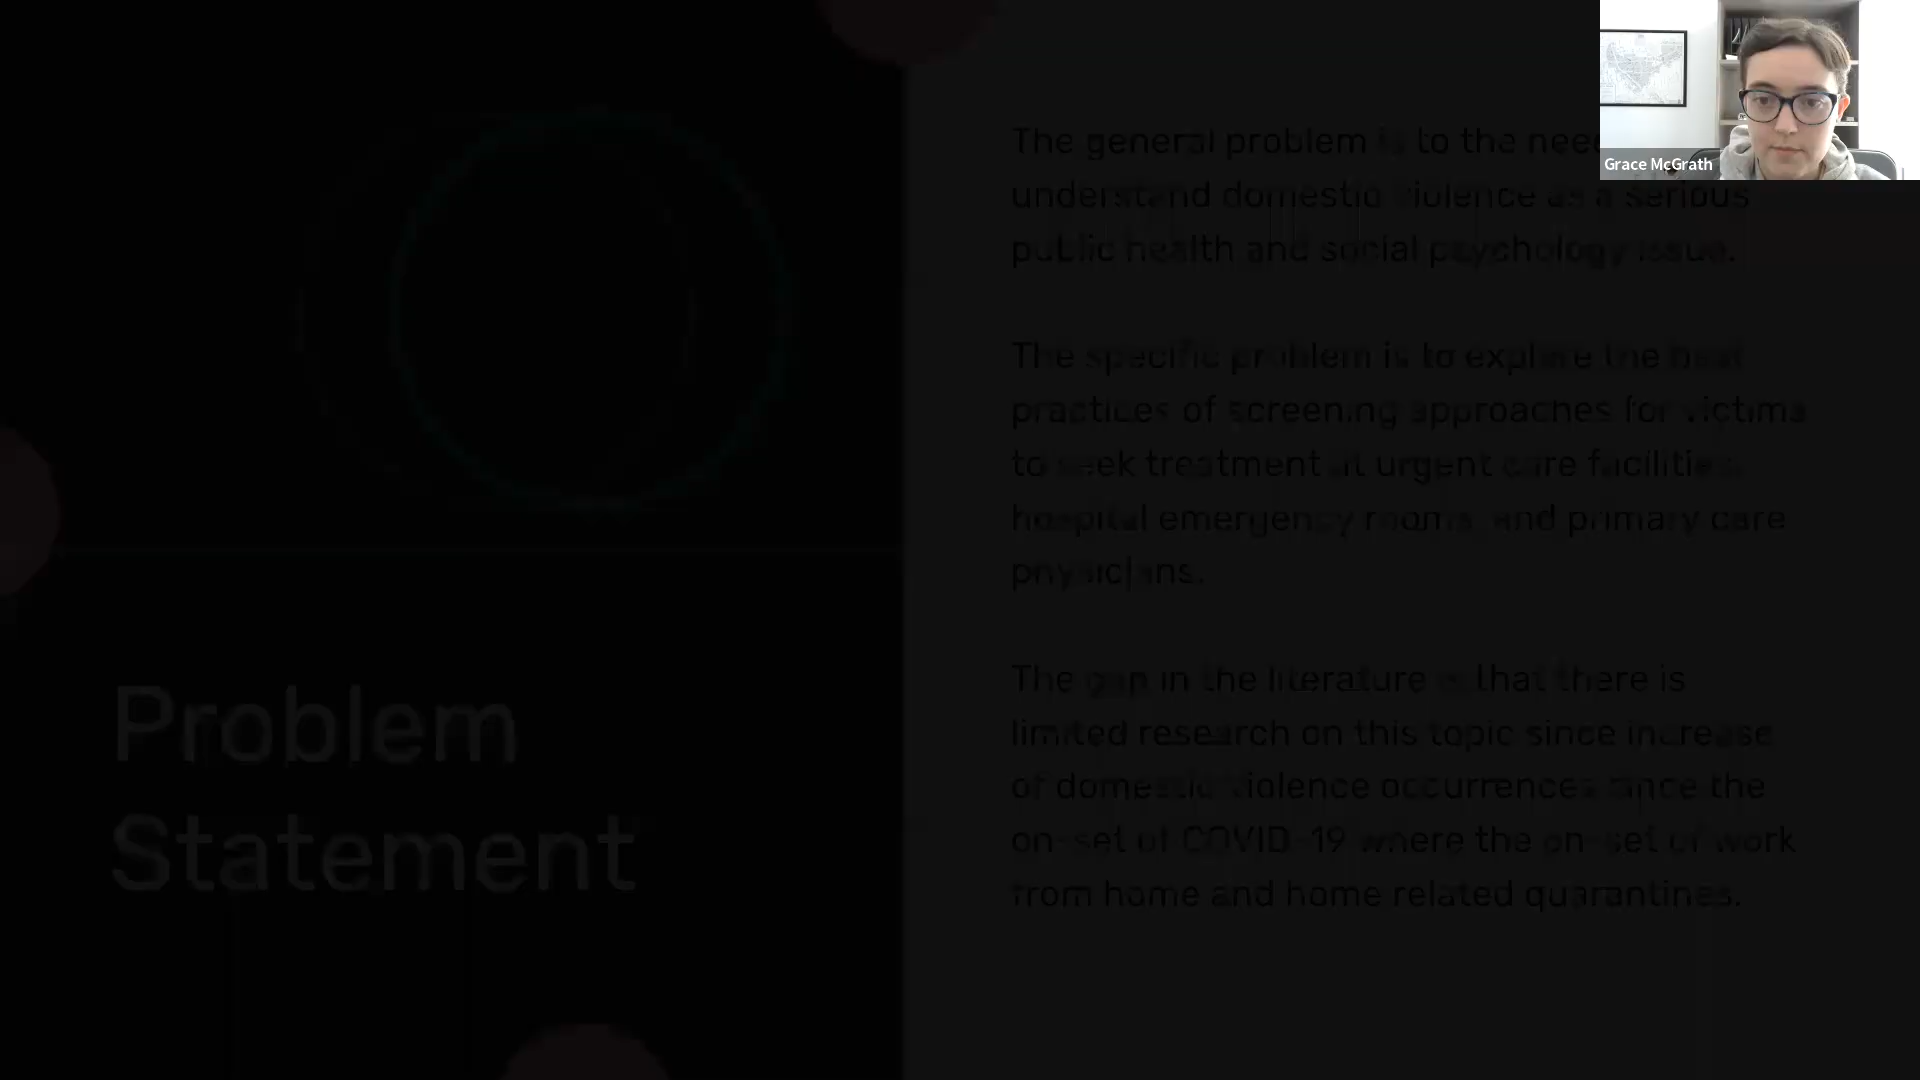 Grace McGrath
The general problem is to the
understand domestic violence as a serious
public health and social psychology issue.
The specific problem is to explore the best
practices of screening approaches for victims
to seek treatment at urgent care facilities,
hospital emergency rooms, and primary care
physicians.
The gap in the literature is that there is
limited research on this topic since increase
of domestic violence occurrences since the
on-set of COVID-19 where the on-set of work
from home and home related quarantines.
Problem
Statement